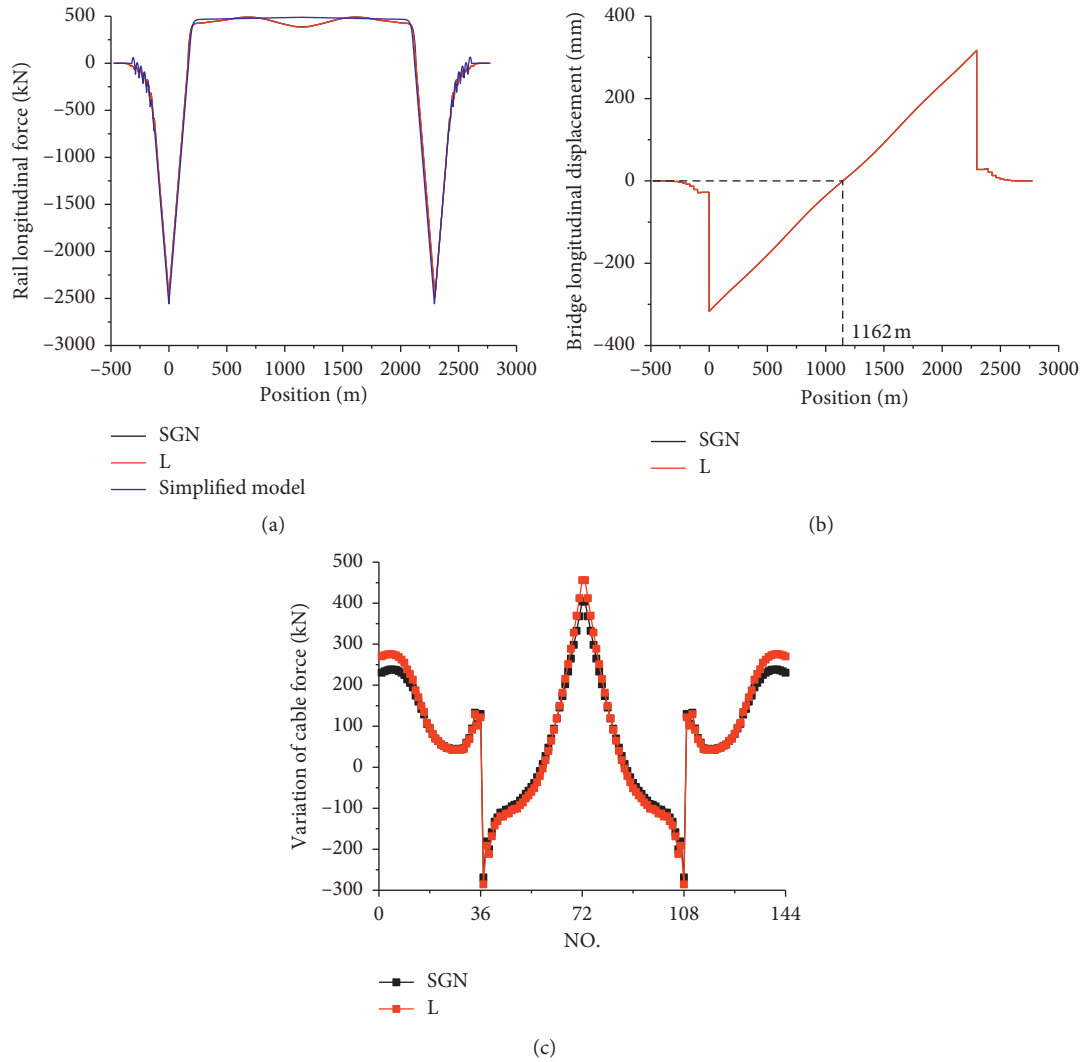 500
0
−500
−1000
−1500
−2000
−2500
−3000
Rail longitudinal force (kN)
−500 0 500 1000 1500 2000 2500 3000
Position (m)
SGN
L
Simplified model
(a)
400
200
0
−200
−400
Bridge longitudinal displacement (mm)
1162 m
−500 0 500 1000 1500 2000 2500 3000
Position (m)
SGN
L
(b)
500
400
300
200
100
0
−100
−200
−300
Variation of cable force (kN)
0 36 72 108 144
NO.
SGN
L
(c)